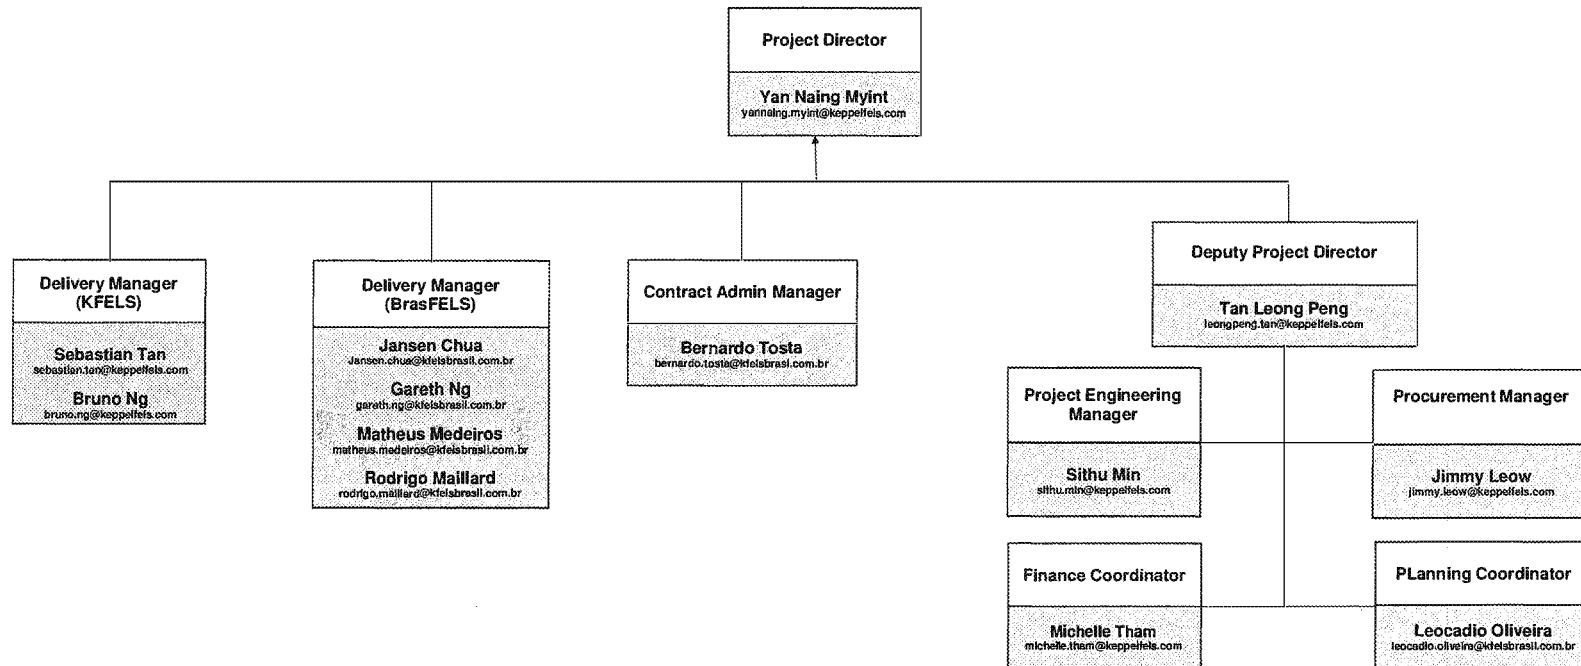 Project Director
Yan Naing Myint
yannaing.myint@keppelfels.com
Deputy Project Director
Tan Leong Peng
leongpeng.tan@keppelfels.com
Delivery Manager
(KFELS)
Sebastian Tan
sebastian.tan@keppelfels.com
Bruno Ng
bruno.ng@keppelfels.com
Delivery Manager
(BrasFELS)
Jansen Chua
Jansen.chua@kfelsbrasil.com.br
Gareth Ng
gareth.ng@kfelsbrasil.com.br
Matheus Medeiros
matheus.medeiros@kfelsbrasil.com.br
Rodrigo Maillard
rodrigo.maillard@kfelsbrasil.com.br
Contract Admin Manager
Bernardo Tosta
bernardo.tosta@kfelsbrasil.com.br
Project Engineering
Manager
Sithu Min
sithu.min@keppelfels.com
Procurement Manager
Jimmy Leow
jimmy.leow@keppelfels.com
Finance Coordinator
Michelle Tham
michelle.tham@keppelfels.com
PLanning Coordinator
Leocadio Oliveira
leocadio.oliveira@kfelsbrasil.com.br